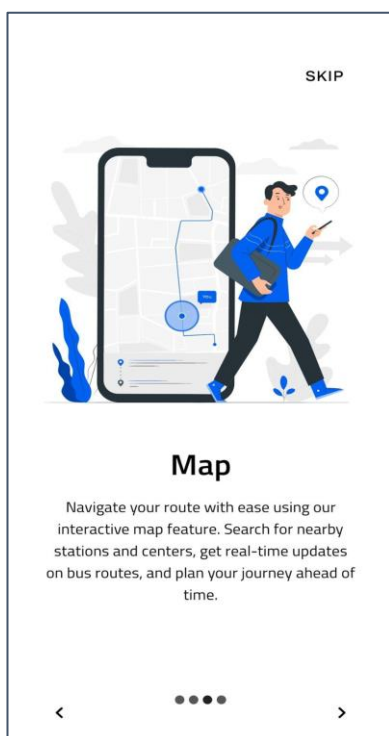 SKIP
Map
Navigate your route with ease using our
interactive map feature. Search for nearby
stations and centers, get real-time updates
on bus routes, and plan your journey ahead of
time.